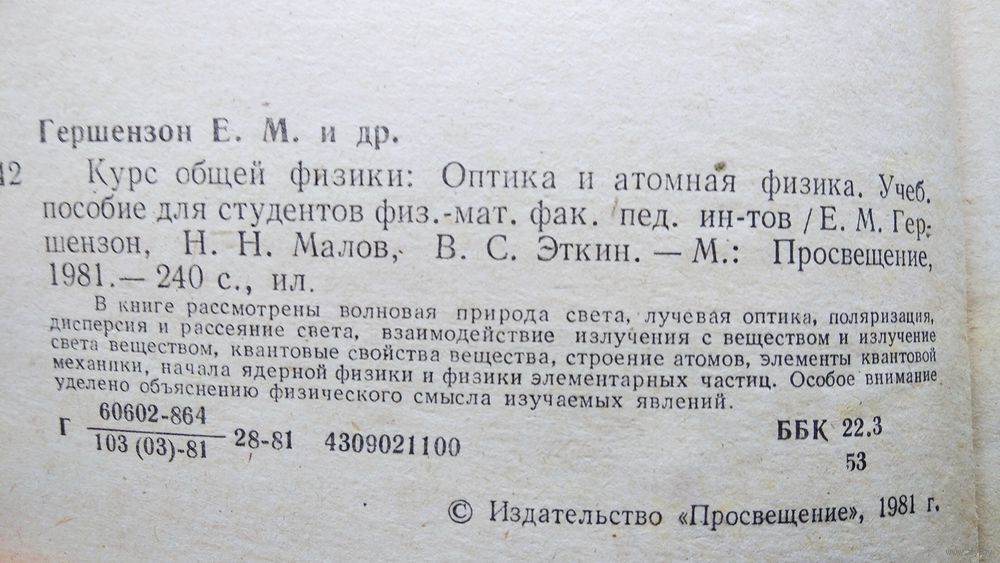 Гершензон Е. М. и др.
12 Курс общей физики: Оптика и атомная физика. Учеб.
пособие для студентов физ.-мат. фак. пед. ин-тов / Е. М. Гер-
шензон, Н. Н. Малов, В. С. Эткин. — М.: Просвещение,
1981. — 240 с., ил.
В книге рассмотрены волновая природа света, лучевая оптика, поляризация,
дисперсия и рассеяние света, взаимодействие излучения с веществом и излучение
света веществом, квантовые свойства вещества, строение атомов, элементы квантовой
механики, начала ядерной физики и физики элементарных частиц. Особое внимание
уделено объяснению физического смысла изучаемых явлений.
Г 60602-864
103 (03)-81 28-81 4309021100
ББК 22.3
53
© Издательство «Просвещение», 1981 г.